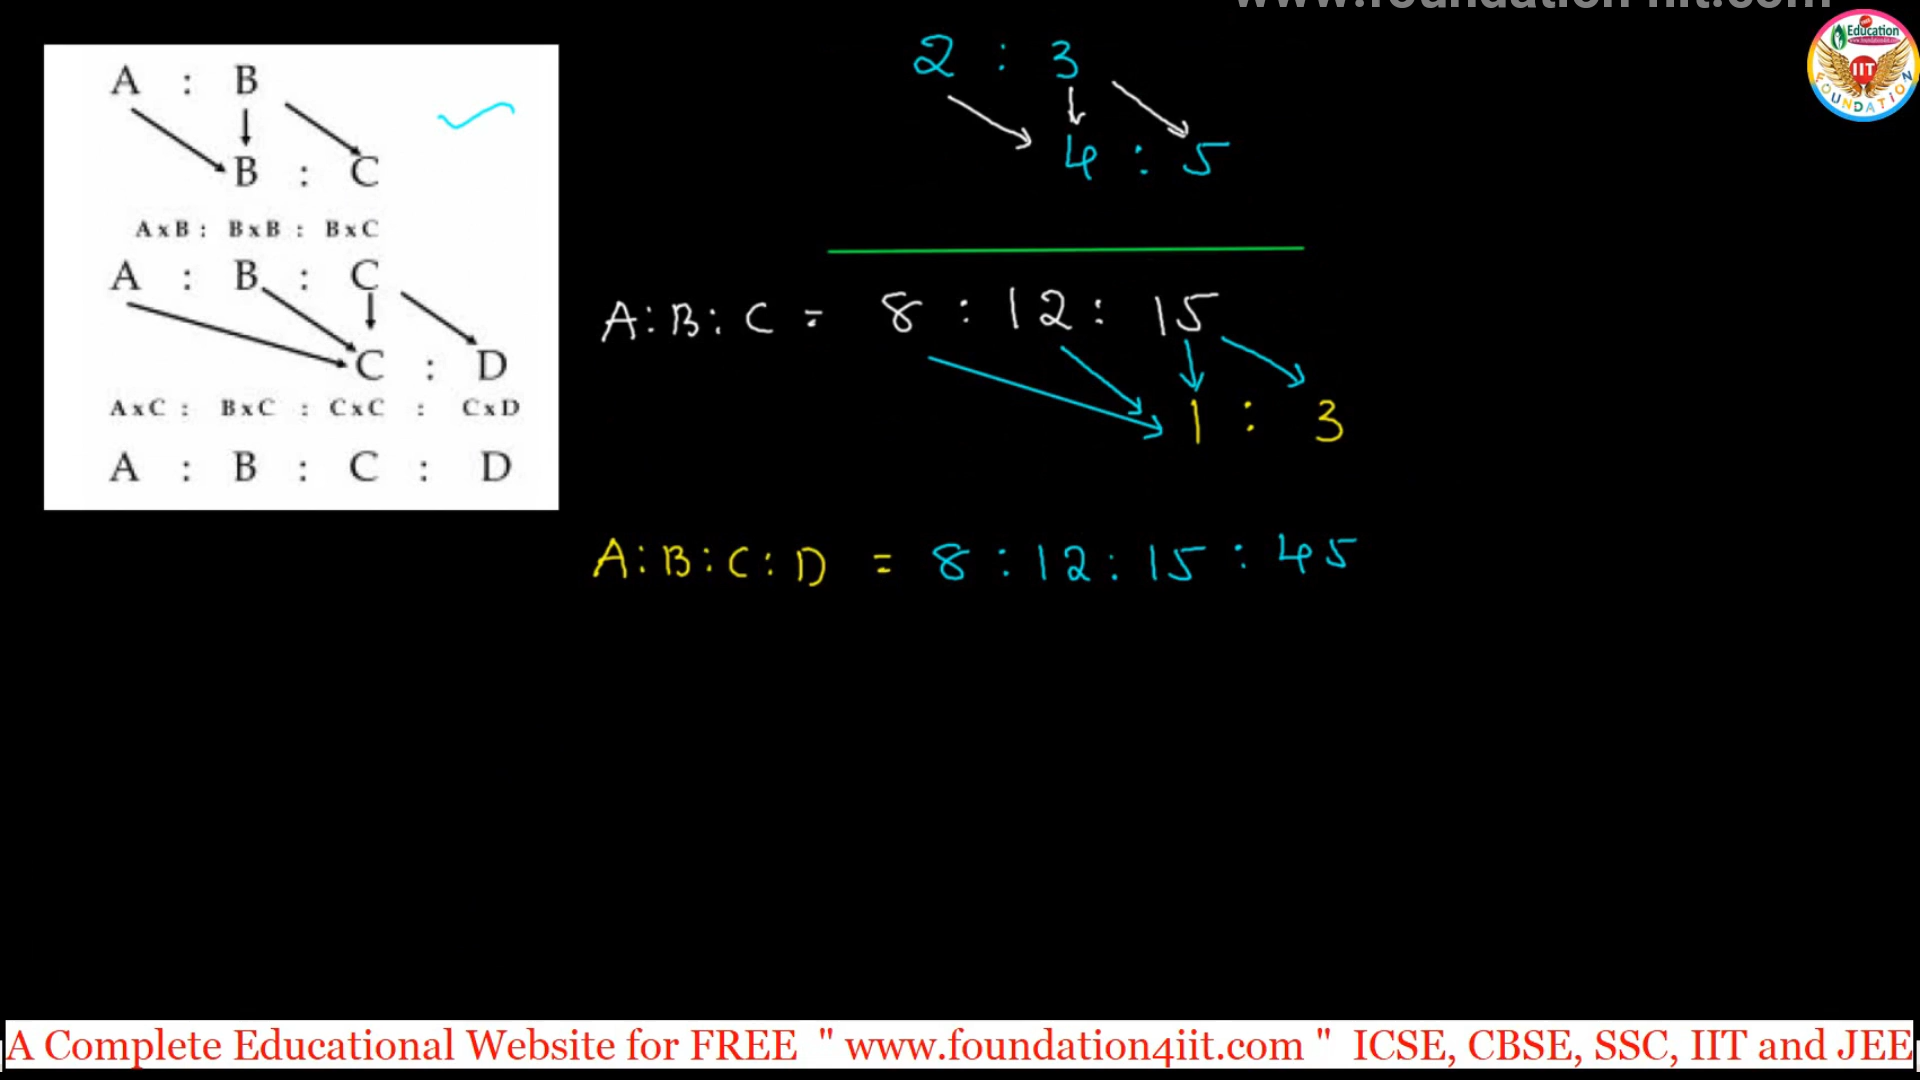 A : B
B : C
A x B : B x B : B x C
A : B : C
C : D
A x C : B x C : C x C : C x D
A : B : C : D
2 : 3
4 : 5
A : B : C = 8 : 12 : 15
1 : 3
A : B : C : D = 8 : 12 : 15 : 45
Education
IIT
FOUNDATION
A Complete Educational Website for FREE " www.foundation4iit.com " ICSE, CBSE, SSC, IIT and JEE